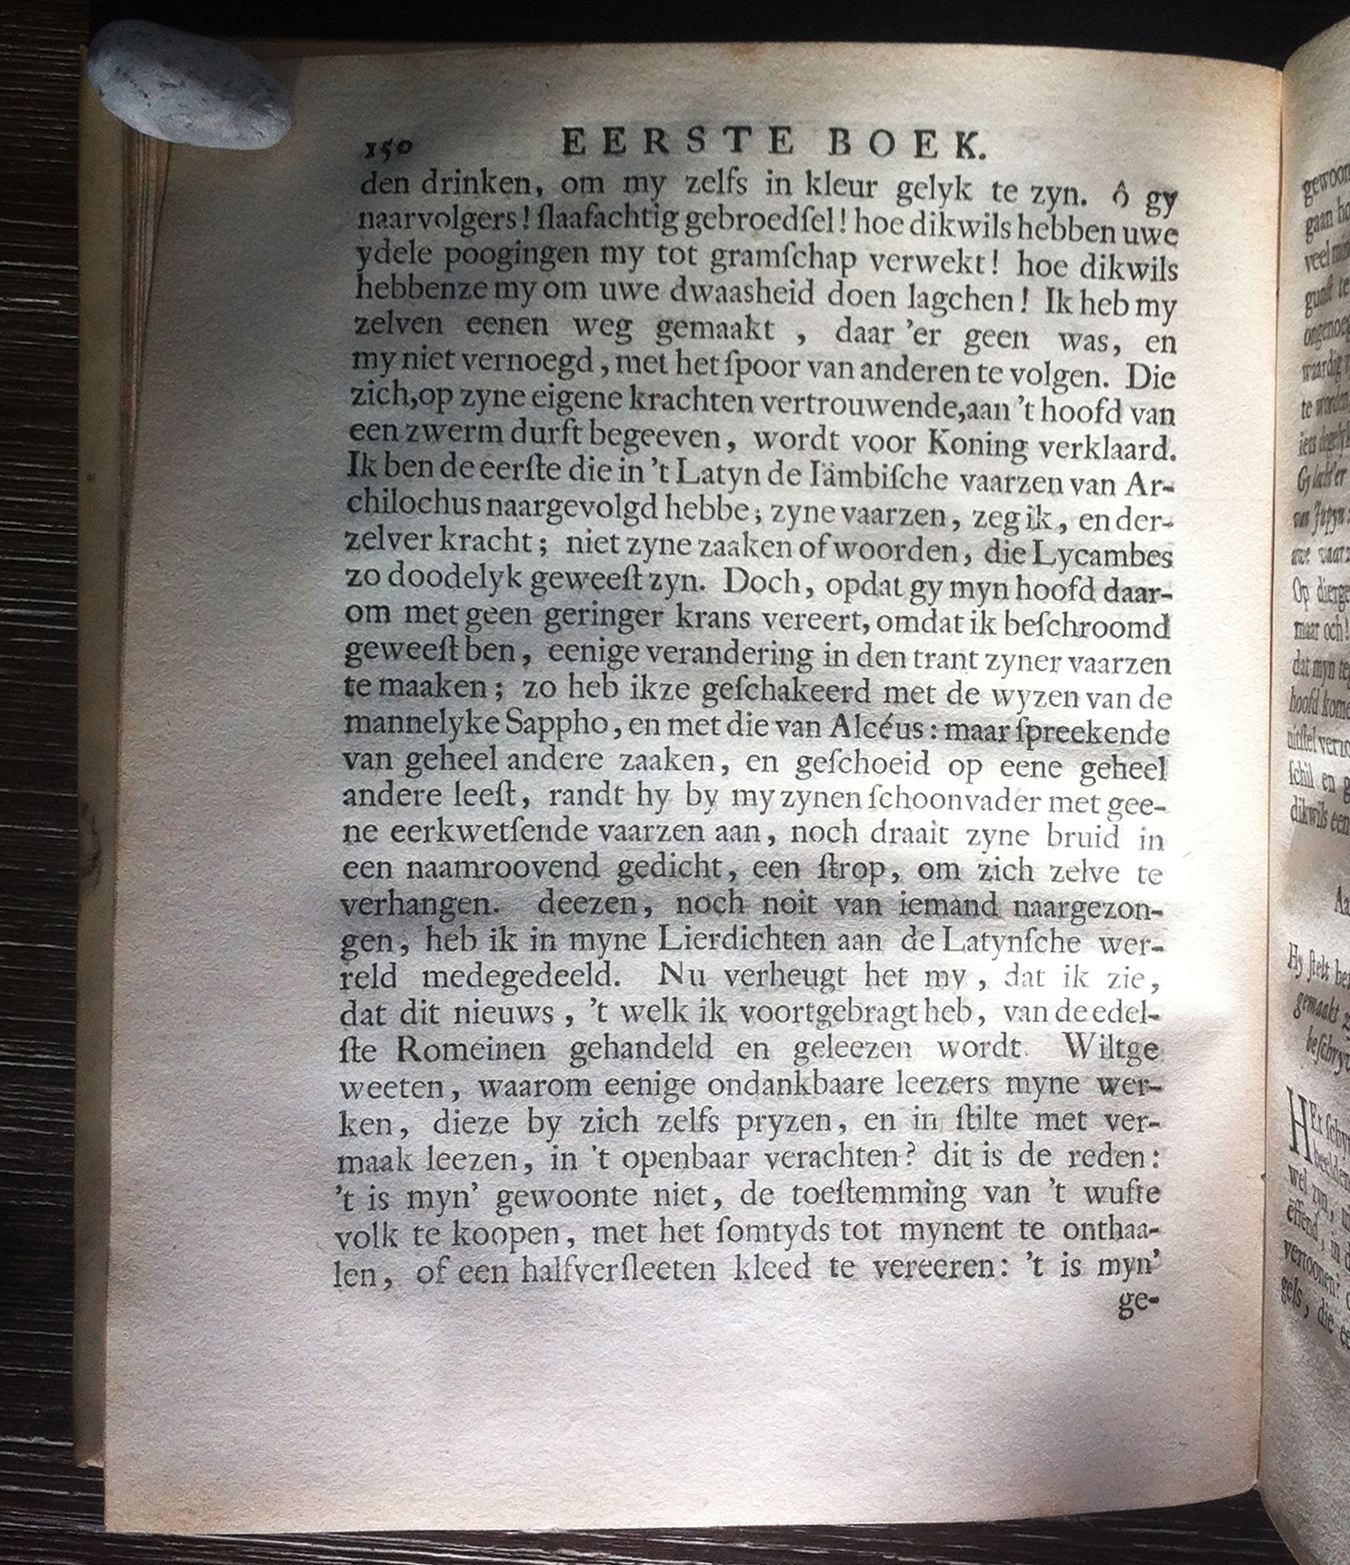 150 EERSTE BOEK.
den drinken, om my zelfs in kleur gelyk te zyn. ô gy
naarvolgers! ſlaafachtig gebroedſel! hoe dikwils hebben uwe
ydele poogingen my tot gramſchap verwekt! hoe dikwils
hebbenze my om uwe dwaasheid doen lagchen! Ik heb my
zelven eenen weg gemaakt, daar 'er geen was, en
my niet vernoegd, met het ſpoor van anderen te volgen. Die
zich, op zyne eigene krachten vertrouwende, aan 't hoofd van
een zwerm durft begeeven, wordt voor Koning verklaard.
Ik ben de eerſte die in 't Latyn de Iämbiſche vaarzen van Ar-
chilochus naargevolgd hebbe; zyne vaarzen, zeg ik, en der-
zelver kracht; niet zyne zaaken of woorden, die Lycambes
zo doodelyk geweeſt zyn. Doch, opdat gy myn hoofd daar-
om met geen geringer krans vereert, omdat ik beſchroomd
geweeſt ben, eenige verandering in den trant zyner vaarzen
te maaken; zo heb ikze geſchakeerd met de wyzen van de
mannelyke Sappho, en met die van Alcéus: maar ſpreekende
van geheel andere zaaken, en geſchoeid op eene geheel
andere leeſt, randt hy by my zynen ſchoonvader met gee-
ne eerkwetſende vaarzen aan, noch draait zyne bruid in
een naamroovend gedicht, een ſtrop, om zich zelve te
verhangen. deezen, noch noit van iemand naargezon-
gen, heb ik in myne Lierdichten aan de Latynſche wer-
reld medegedeeld. Nu verheugt het my, dat ik zie,
dat dit nieuws, 't welk ik voortgebragt heb, van de edel-
ſte Romeinen gehandeld en geleezen wordt. Wiltge
weeten, waarom eenige ondankbaare leezers myne wer-
ken, dieze by zich zelfs pryzen, en in ſtilte met ver-
maak leezen, in 't openbaar verachten? dit is de reden:
't is myn' gewoonte niet, de toeſtemming van 't wufte
volk te koopen, met het ſomtyds tot mynent te onthaa-
len, of een halfverſleeten kleed te vereeren: 't is myn'
ge-